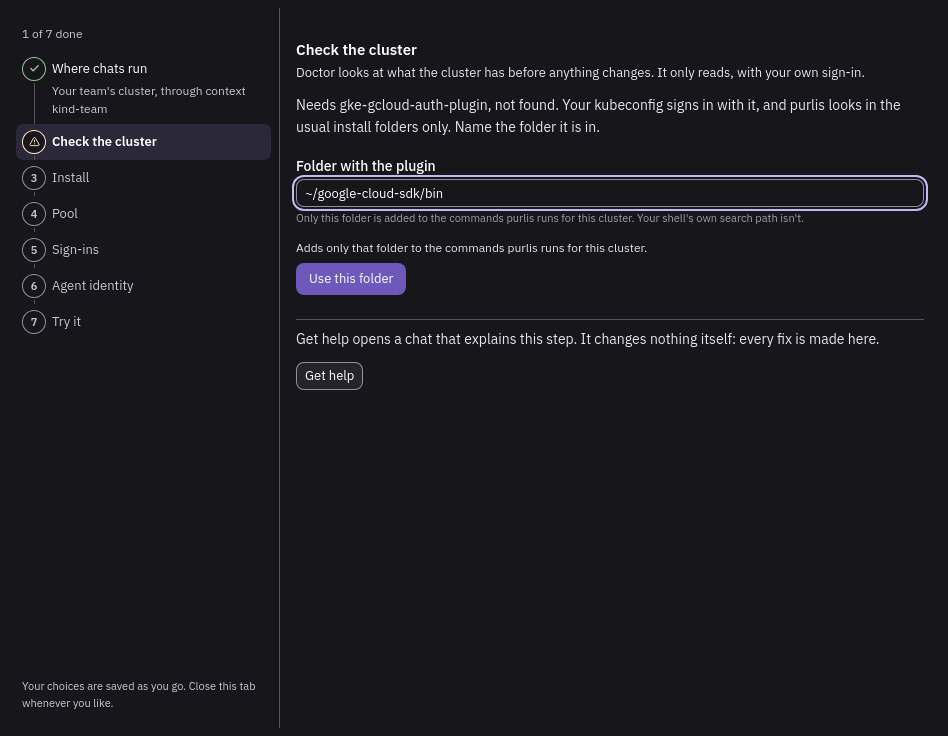 1 of 7 done
Where chats run
Your team's cluster, through context
kind-team
Check the cluster
3 Install
4 Pool
5 Sign-ins
6 Agent identity
7 Try it
Your choices are saved as you go. Close this tab
whenever you like.
Check the cluster
Doctor looks at what the cluster has before anything changes. It only reads, with your own sign-in.
Needs gke-gcloud-auth-plugin, not found. Your kubeconfig signs in with it, and purlis looks in the
usual install folders only. Name the folder it is in.
Folder with the plugin
~/google-cloud-sdk/bin
Only this folder is added to the commands purlis runs for this cluster. Your shell's own search path isn't.
Adds only that folder to the commands purlis runs for this cluster.
Use this folder
Get help opens a chat that explains this step. It changes nothing itself: every fix is made here.
Get help